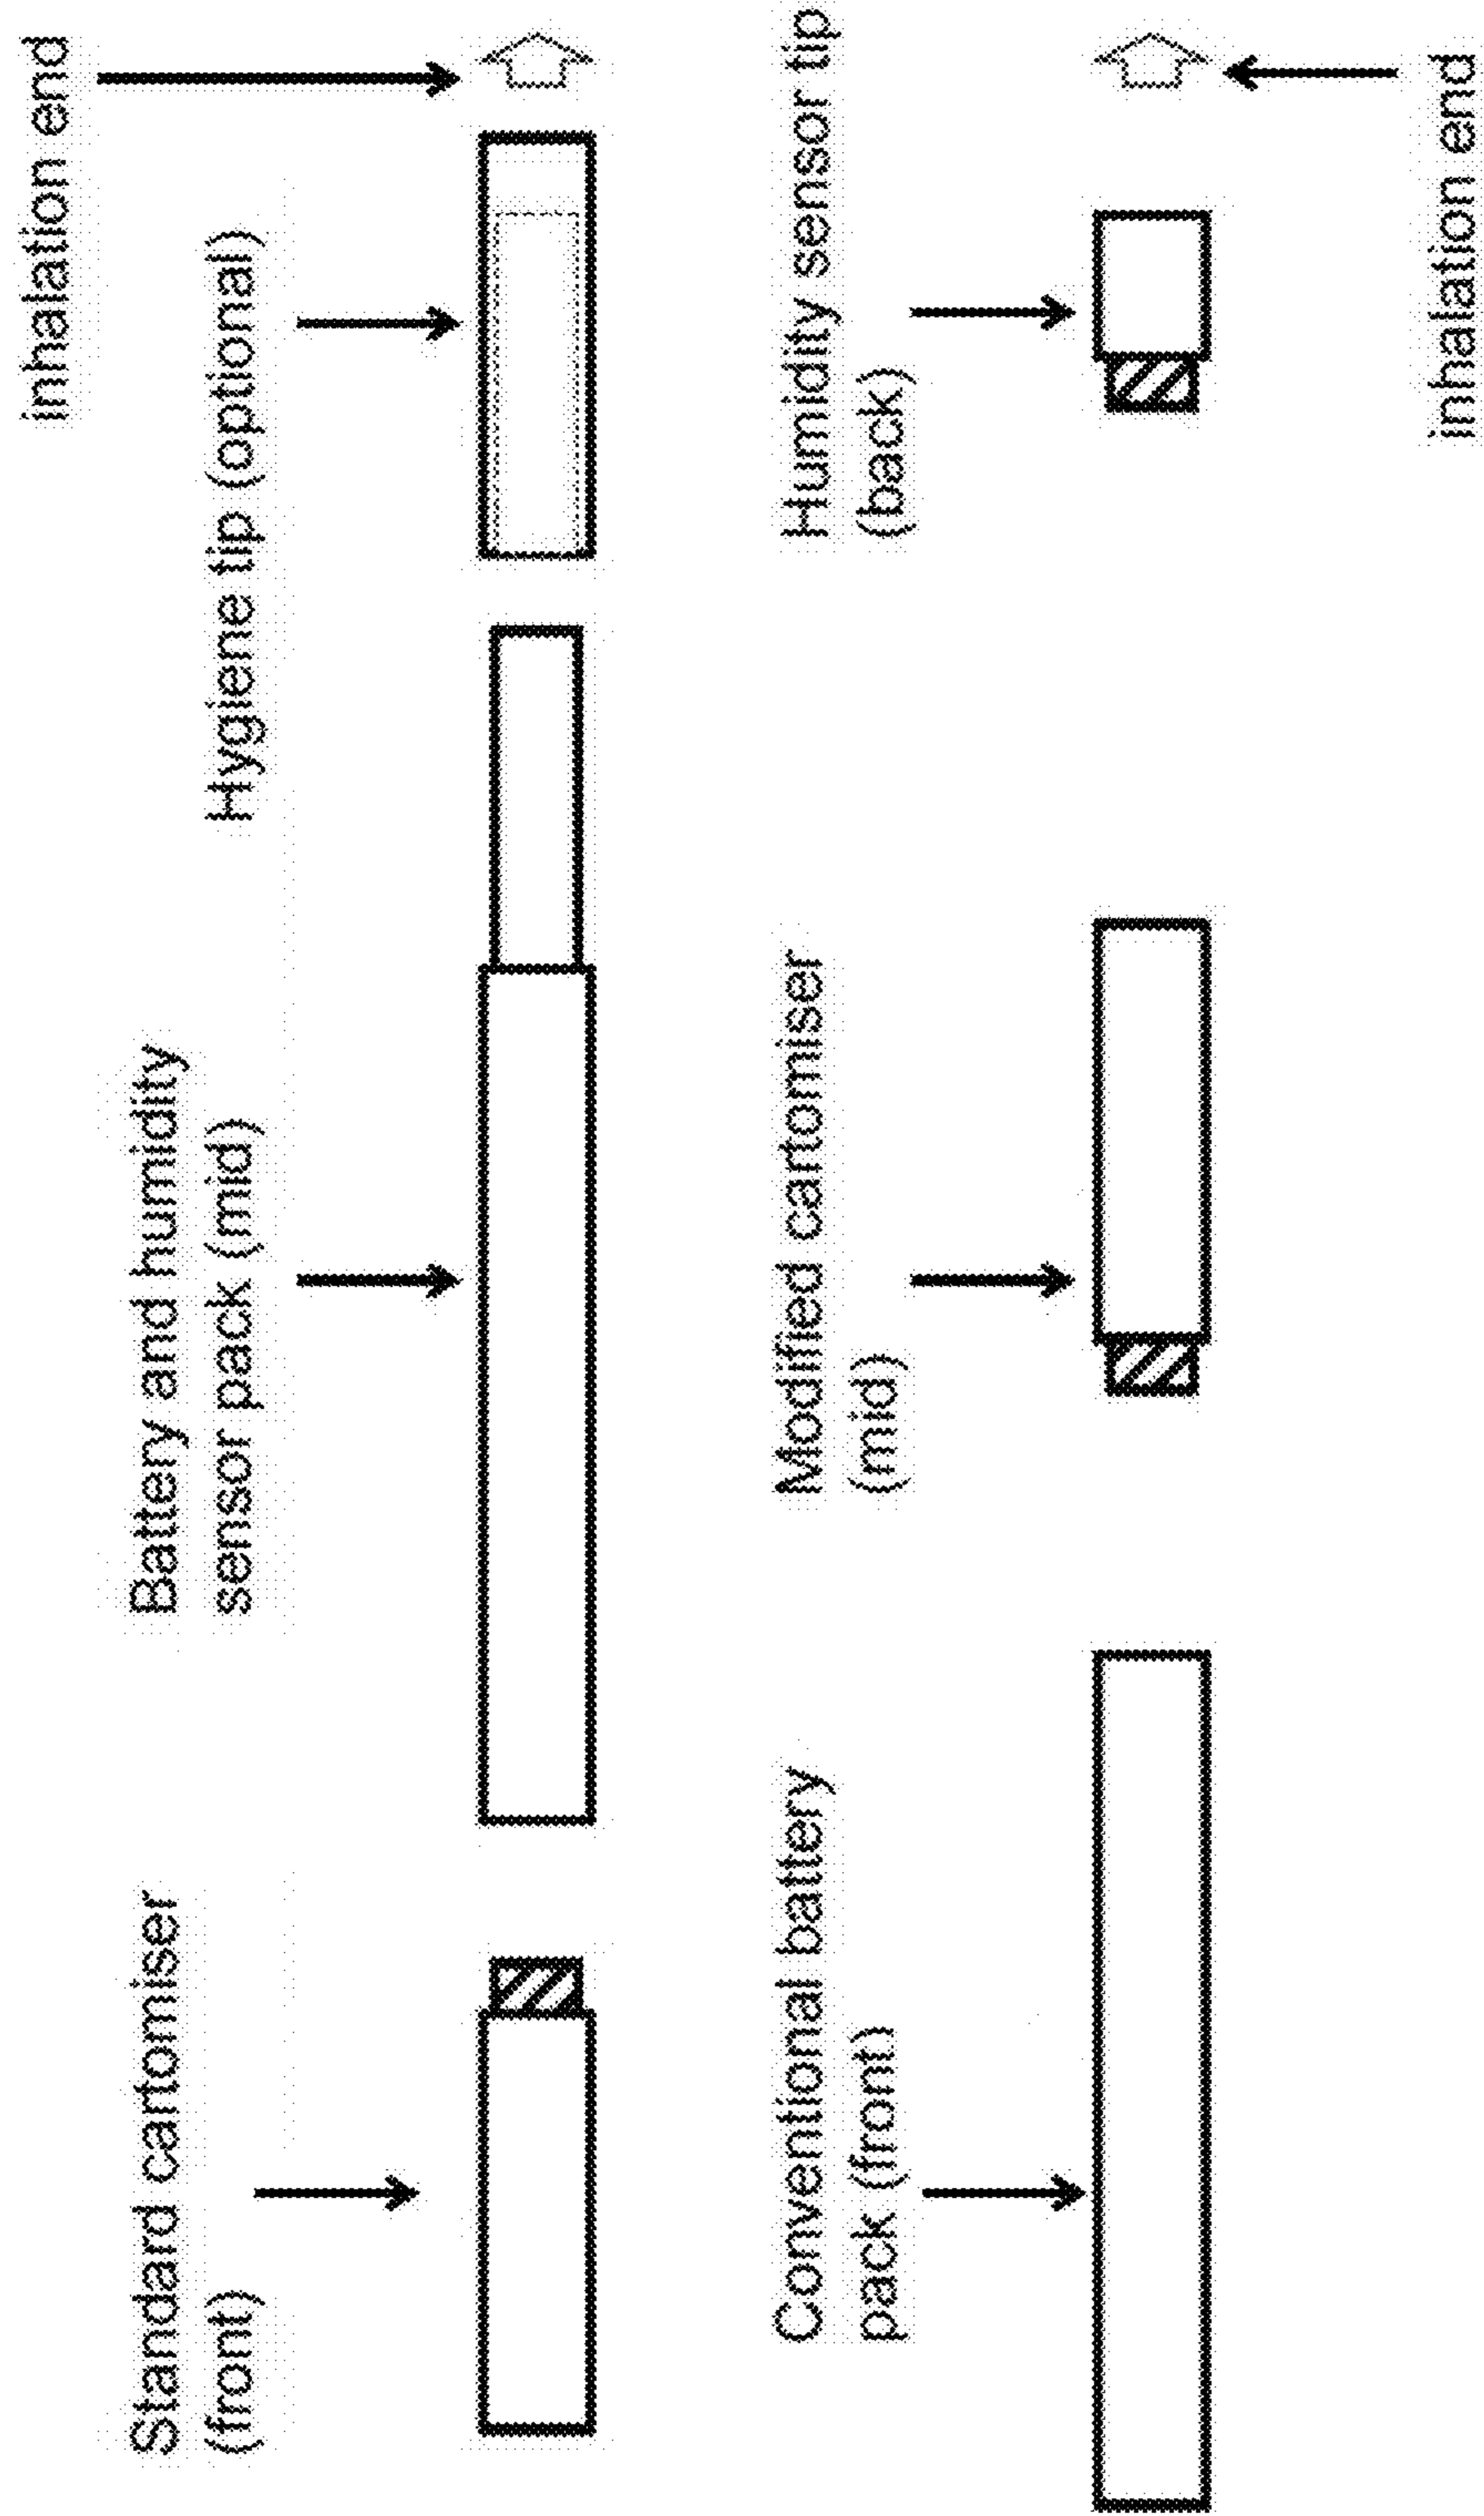 inhalation end
Battery and humidity
sensor pack (mid)
Hygiene tip (optional)
Standard cartomiser
(front)
Humidity sensor tip
(back)
Modified cartomiser
(mid)
Conventional battery
pack (front)
inhalation end